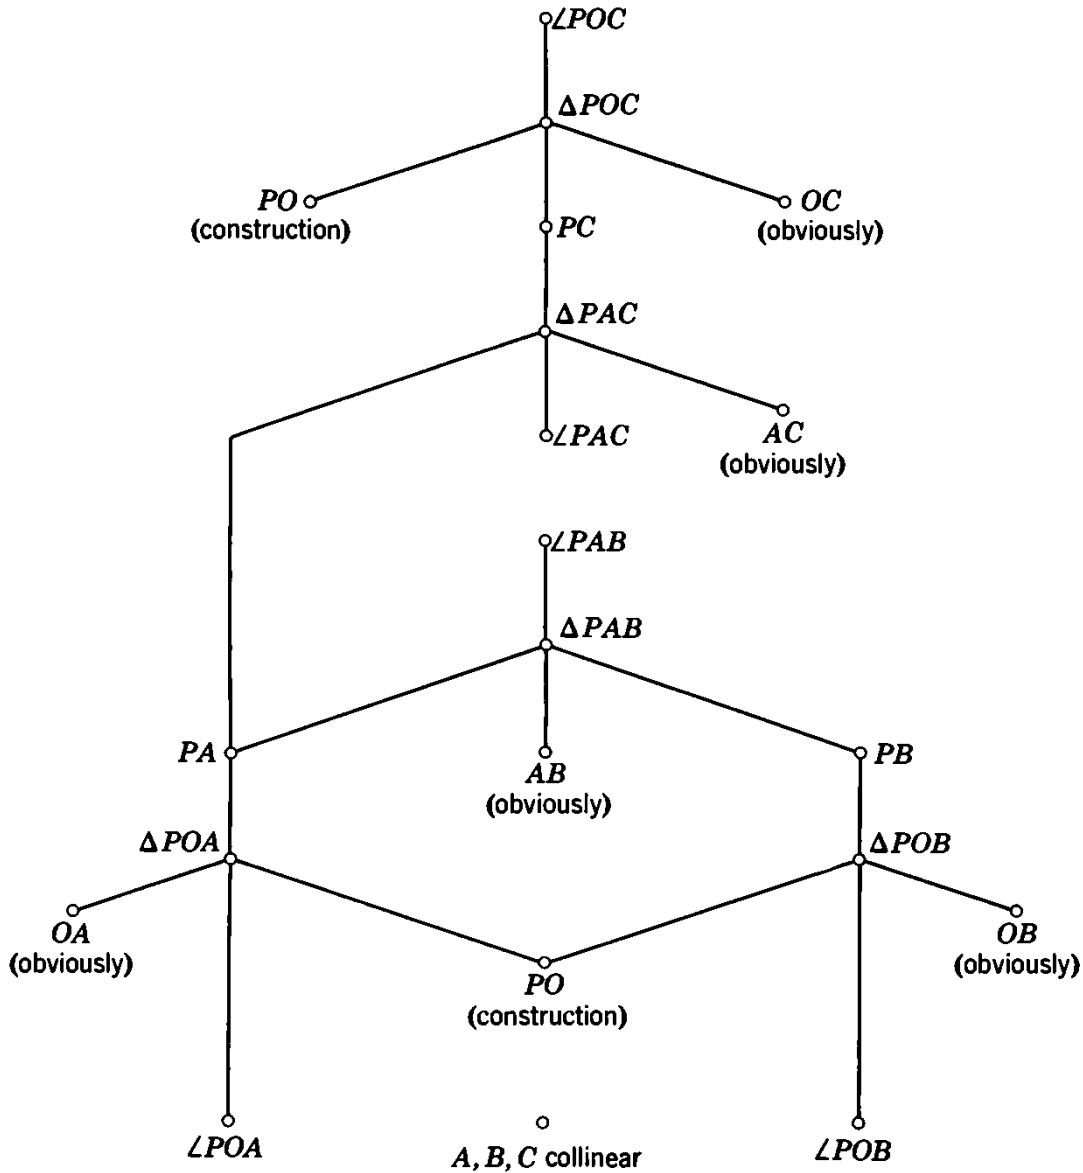 ∠POC
ΔPOC
PO
(construction)
OC
(obviously)
PC
ΔPAC
∠PAC
AC
(obviously)
∠PAB
ΔPAB
PA
AB
(obviously)
PB
ΔPOA
ΔPOB
OA
(obviously)
PO
(construction)
OB
(obviously)
∠POA
A, B, C collinear
∠POB